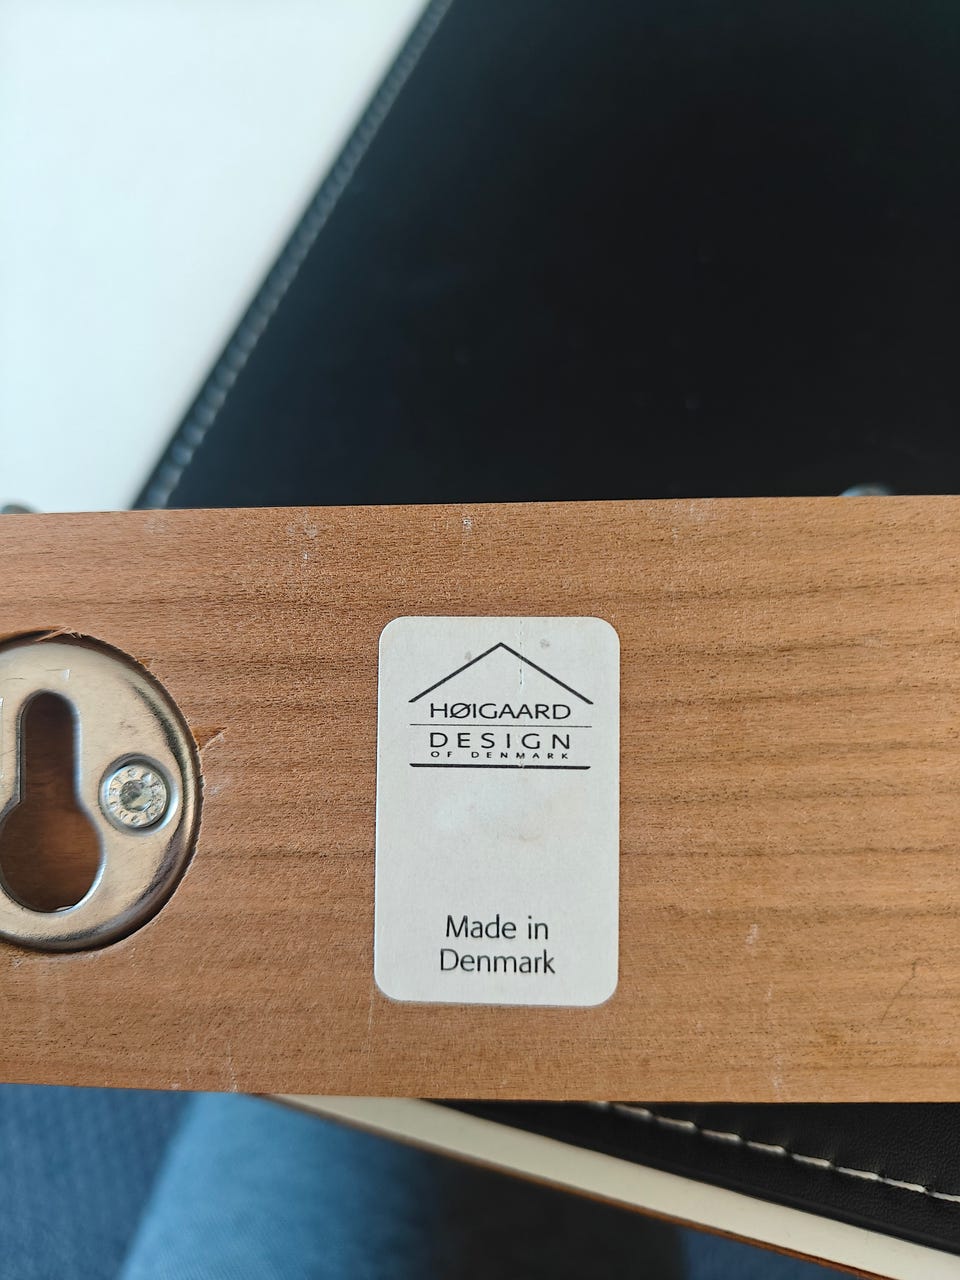 HØIGAARD
DESIGN
OF DENMARK
Made in
Denmark